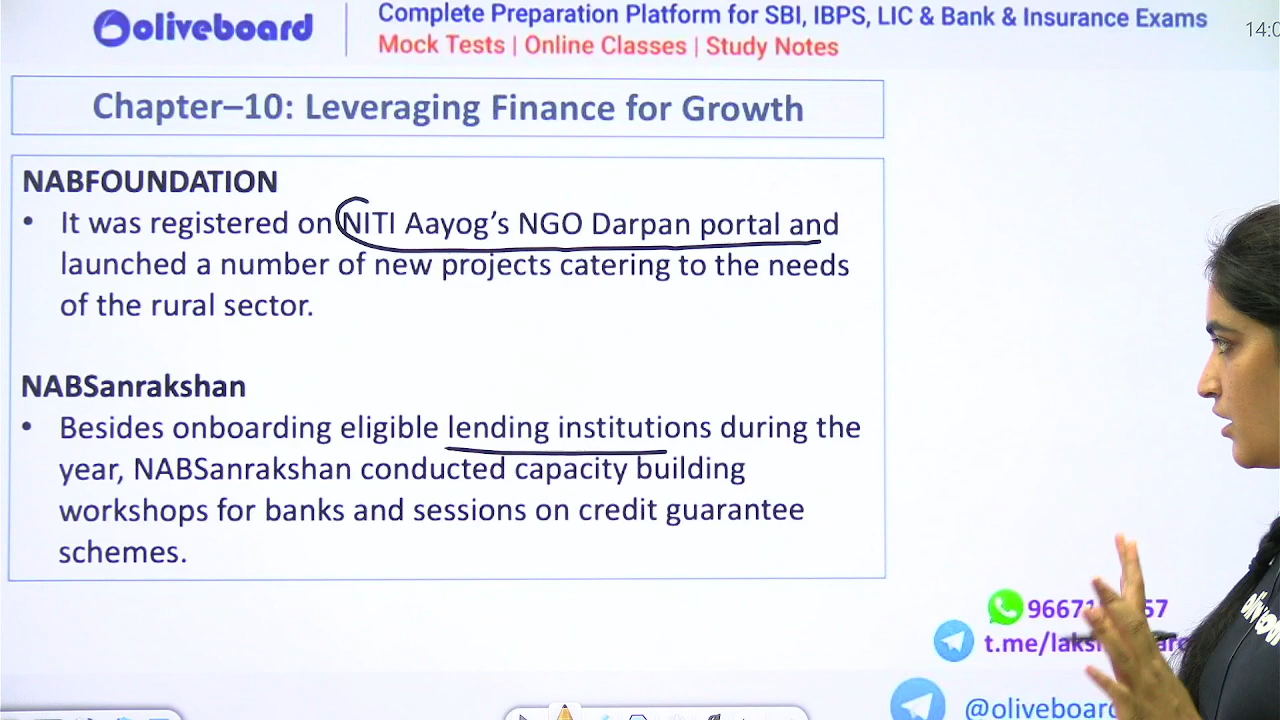 oliveboard
Complete Preparation Platform for SBI, IBPS, LIC & Bank & Insurance Exams
Mock Tests | Online Classes | Study Notes
Chapter–10: Leveraging Finance for Growth
NABFOUNDATION
• It was registered on NITI Aayog’s NGO Darpan portal and
launched a number of new projects catering to the needs
of the rural sector.
NABSanrakshan
• Besides onboarding eligible lending institutions during the
year, NABSanrakshan conducted capacity building
workshops for banks and sessions on credit guarantee
schemes.
@oliveboard